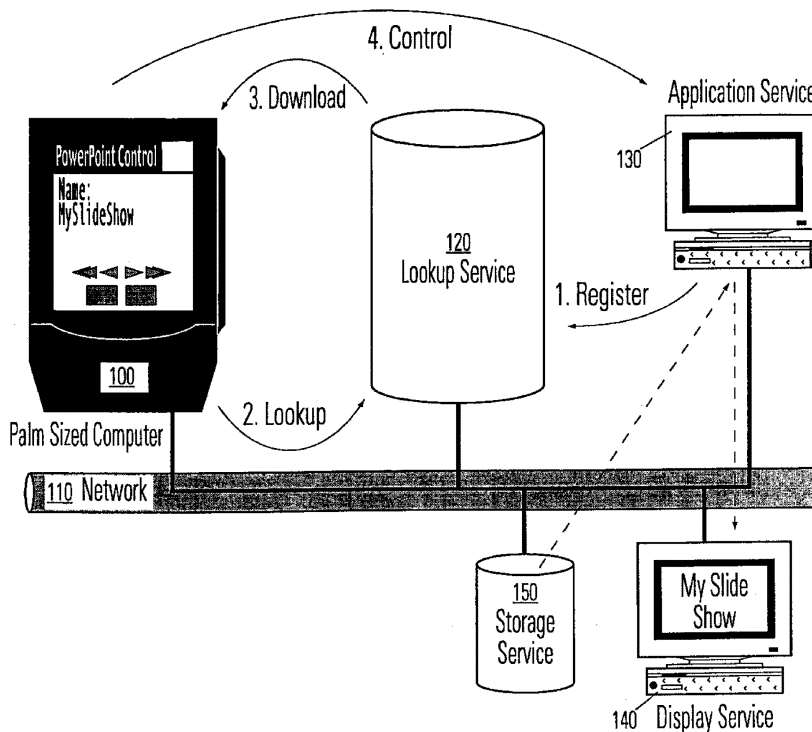 4. Control
3. Download
Application Service
130
PowerPoint Control
Name:
MySlideShow
120
Lookup Service
1. Register
100
2. Lookup
Palm Sized Computer
110 Network
150
Storage
Service
My Slide
Show
140
Display Service